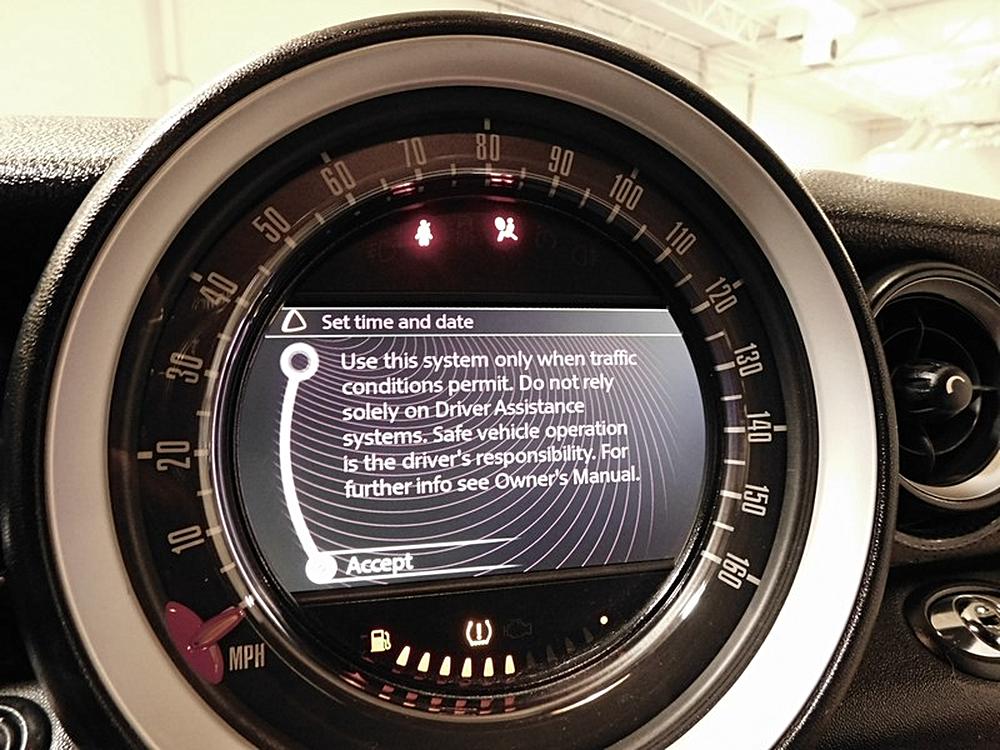 10
20
30
40
50
60
70
80
90
100
110
120
130
140
150
160
MPH
Set time and date
Use this system only when traffic
conditions permit. Do not rely
solely on Driver Assistance
systems. Safe vehicle operation
is the driver's responsibility. For
further info see Owner's Manual.
Accept